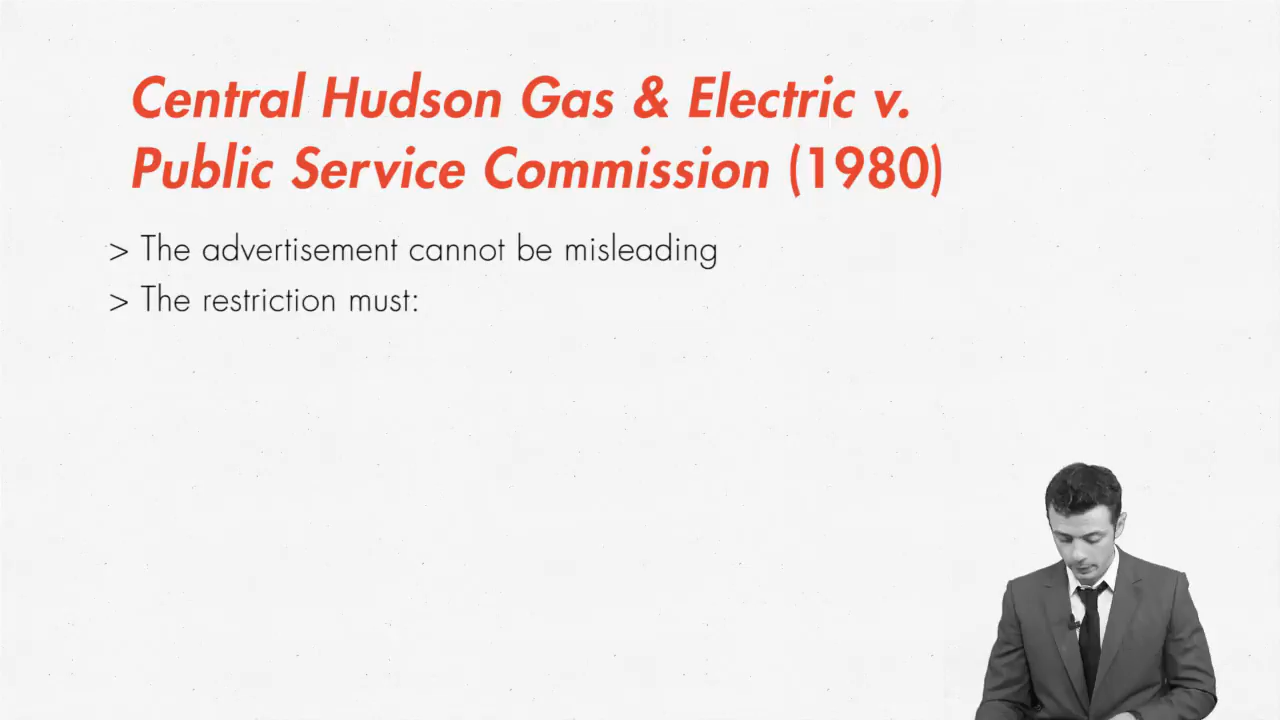 Central Hudson Gas & Electric v.
Public Service Commission (1980)
> The advertisement cannot be misleading
> The restriction must: